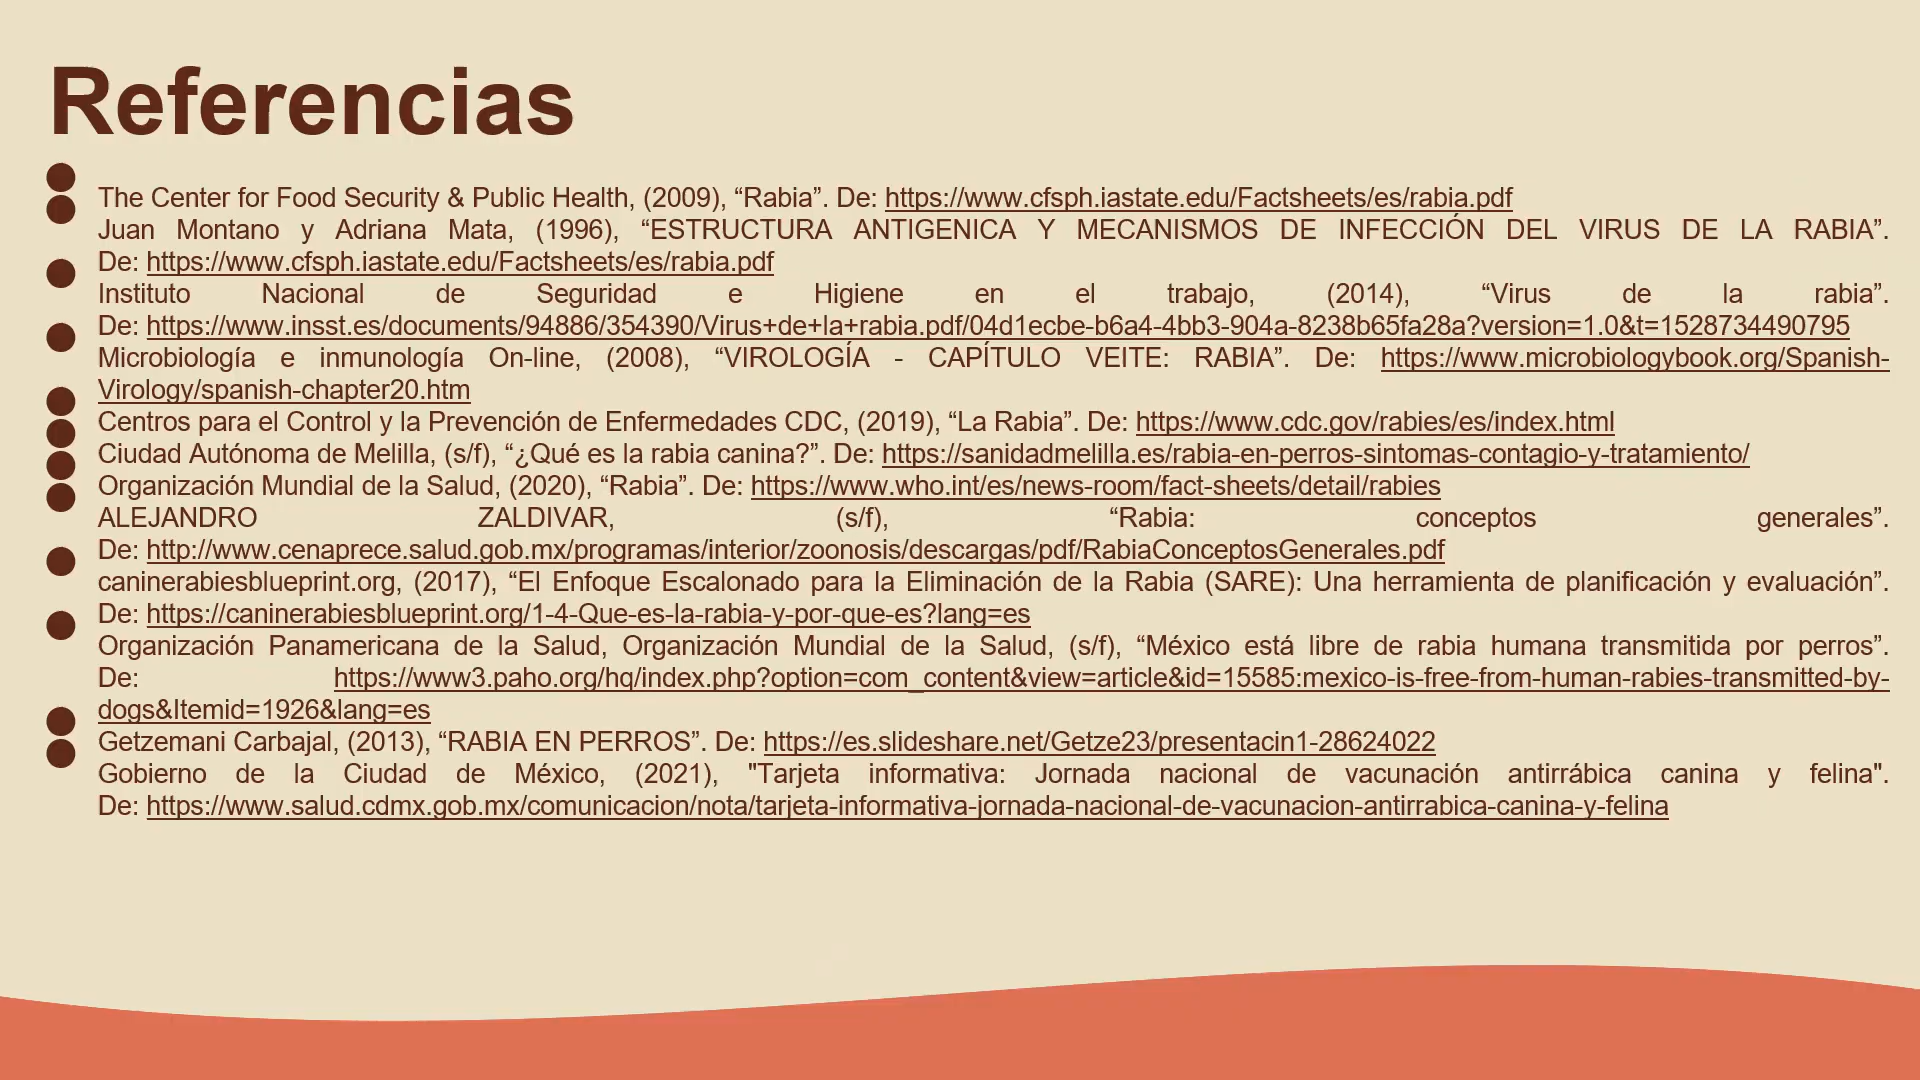 Referencias
The Center for Food Security & Public Health, (2009), “Rabia”. De: https://www.cfsph.iastate.edu/Factsheets/es/rabia.pdf
Juan Montano y Adriana Mata, (1996), “ESTRUCTURA ANTIGENICA Y MECANISMOS DE INFECCIÓN DEL VIRUS DE LA RABIA”.
De: https://www.cfsph.iastate.edu/Factsheets/es/rabia.pdf
Instituto Nacional de Seguridad e Higiene en el trabajo, (2014), “Virus de la rabia”.
De: https://www.insst.es/documents/94886/354390/Virus+de+la+rabia.pdf/04d1ecbe-b6a4-4bb3-904a-8238b65fa28a?version=1.0&t=1528734490795
Microbiología e inmunología On-line, (2008), “VIROLOGÍA - CAPÍTULO VEITE: RABIA”. De: https://www.microbiologybook.org/Spanish-
Virology/spanish-chapter20.htm
Centros para el Control y la Prevención de Enfermedades CDC, (2019), “La Rabia”. De: https://www.cdc.gov/rabies/es/index.html
Ciudad Autónoma de Melilla, (s/f), “¿Qué es la rabia canina?”. De: https://sanidadmelilla.es/rabia-en-perros-sintomas-contagio-y-tratamiento/
Organización Mundial de la Salud, (2020), “Rabia”. De: https://www.who.int/es/news-room/fact-sheets/detail/rabies
ALEJANDRO ZALDIVAR, (s/f), “Rabia: conceptos generales”.
De: http://www.cenaprece.salud.gob.mx/programas/interior/zoonosis/descargas/pdf/RabiaConceptosGenerales.pdf
caninerabiesblueprint.org, (2017), “El Enfoque Escalonado para la Eliminación de la Rabia (SARE): Una herramienta de planificación y evaluación”.
De: https://caninerabiesblueprint.org/1-4-Que-es-la-rabia-y-por-que-es?lang=es
Organización Panamericana de la Salud, Organización Mundial de la Salud, (s/f), “México está libre de rabia humana transmitida por perros”.
De: https://www3.paho.org/hq/index.php?option=com_content&view=article&id=15585:mexico-is-free-from-human-rabies-transmitted-by-
dogs&Itemid=1926&lang=es
Getzemani Carbajal, (2013), “RABIA EN PERROS”. De: https://es.slideshare.net/Getze23/presentacin1-28624022
Gobierno de la Ciudad de México, (2021), "Tarjeta informativa: Jornada nacional de vacunación antirrábica canina y felina".
De: https://www.salud.cdmx.gob.mx/comunicacion/nota/tarjeta-informativa-jornada-nacional-de-vacunacion-antirrabica-canina-y-felina